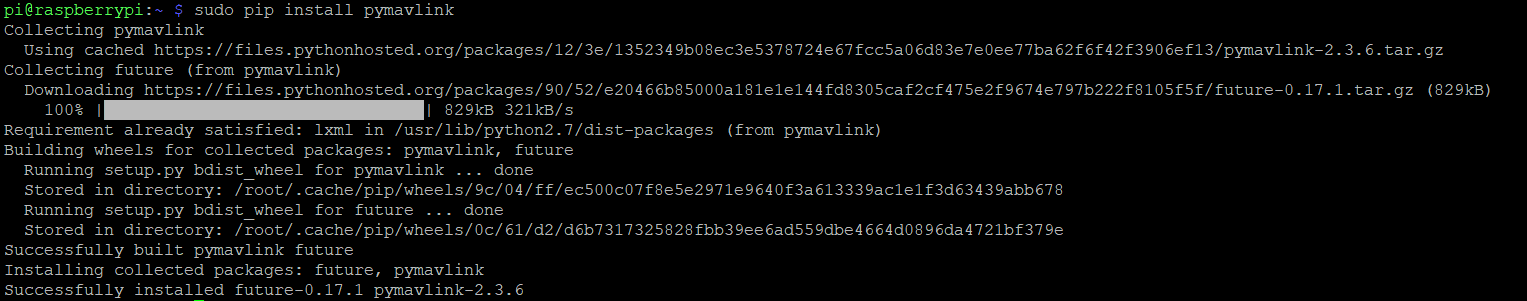 pi@raspberrypi:~ $ sudo pip install pymavlink
Collecting pymavlink
  Using cached https://files.pythonhosted.org/packages/12/3e/1352349b08ec3e5378724e67fcc5a06d83e7e0ee77ba62f6f42f3906ef13/pymavlink-2.3.6.tar.gz
Collecting future (from pymavlink)
  Downloading https://files.pythonhosted.org/packages/90/52/e20466b85000a181e1e144fd8305caf2cf475e2f9674e797b222f8105f5f/future-0.17.1.tar.gz (829kB)
    100% |                                | 829kB 321kB/s
Requirement already satisfied: lxml in /usr/lib/python2.7/dist-packages (from pymavlink)
Building wheels for collected packages: pymavlink, future
  Running setup.py bdist_wheel for pymavlink ... done
  Stored in directory: /root/.cache/pip/wheels/9c/04/ff/ec500c07f8e5e2971e9640f3a613339ac1e1f3d63439abb678
  Running setup.py bdist_wheel for future ... done
  Stored in directory: /root/.cache/pip/wheels/0c/61/d2/d6b7317325828fbb39ee6ad559dbe4664d0896da4721bf379e
Successfully built pymavlink future
Installing collected packages: future, pymavlink
Successfully installed future-0.17.1 pymavlink-2.3.6